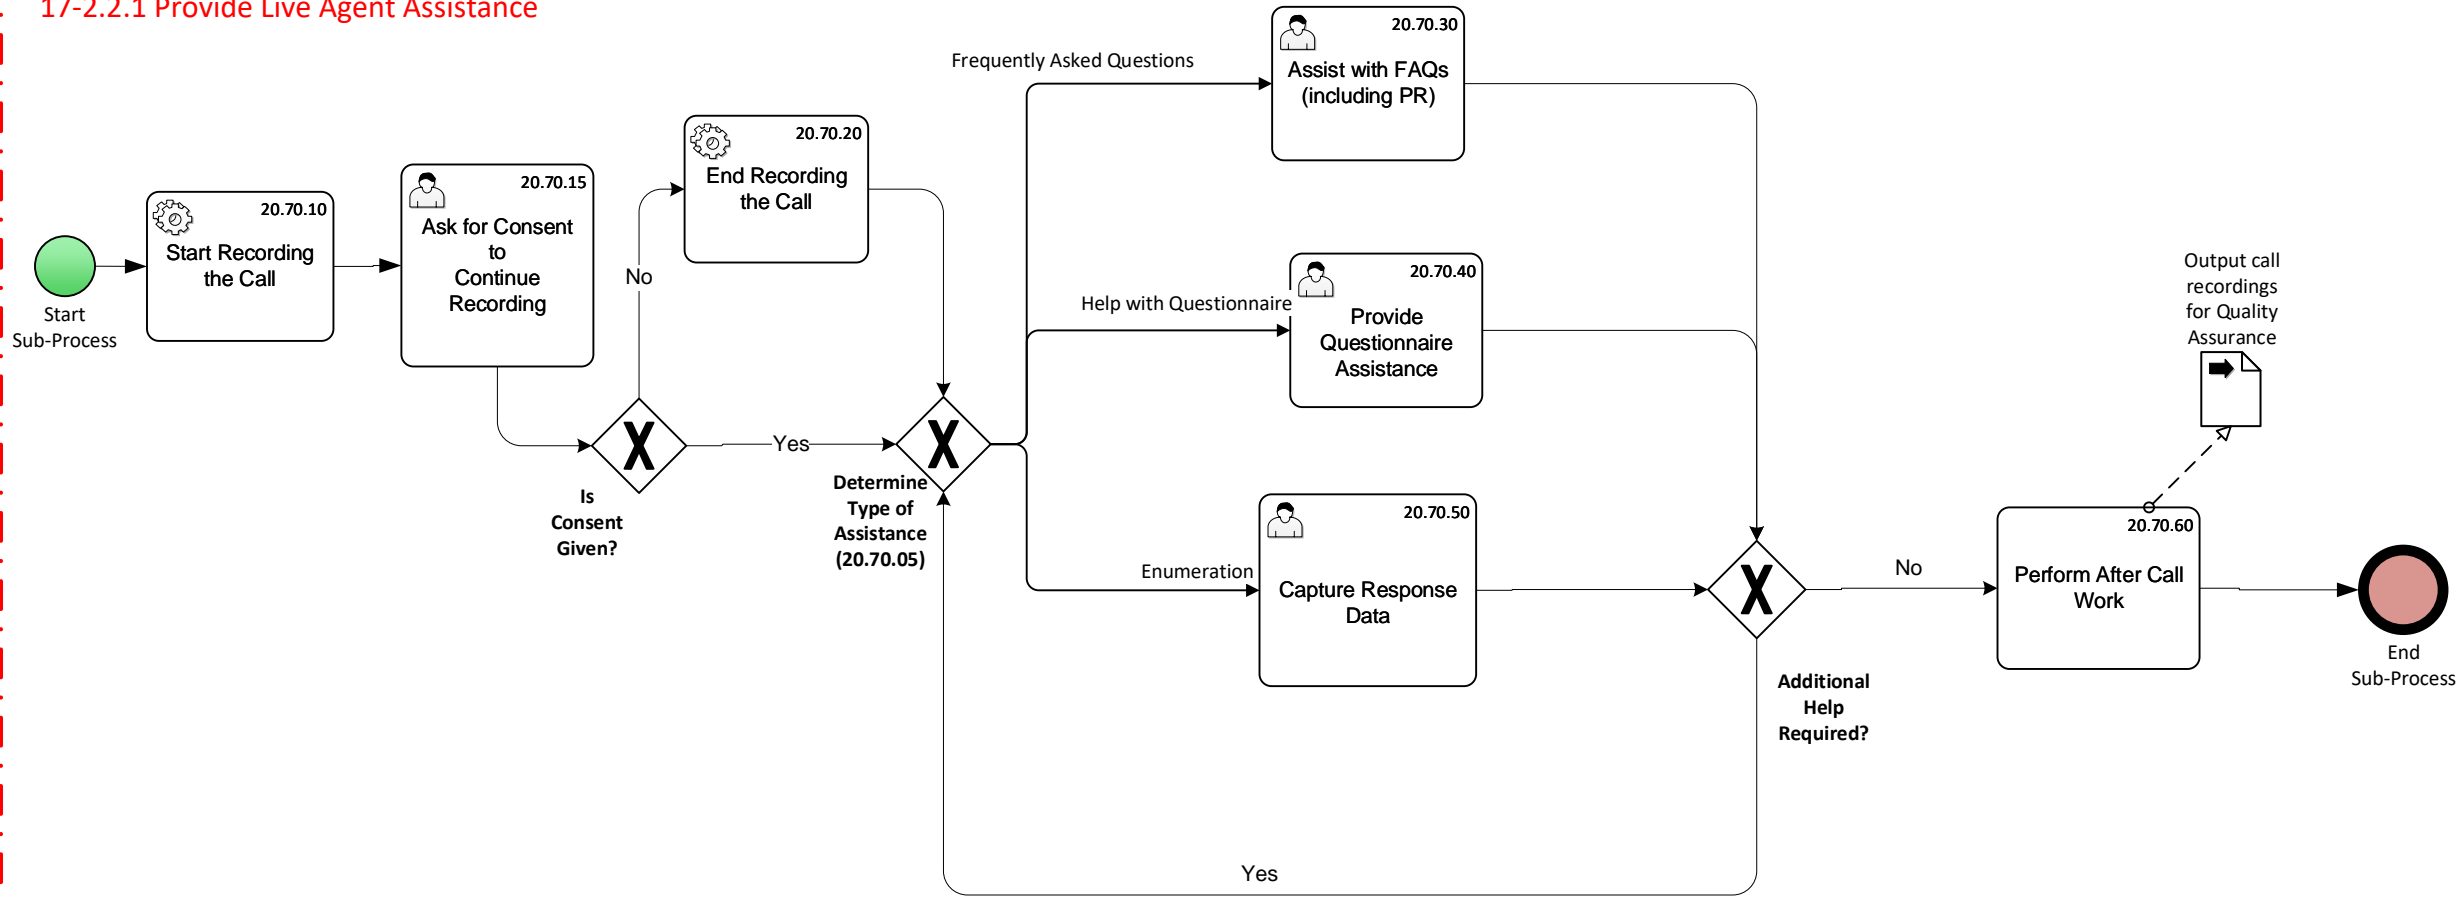 17-2.2.1 Provide Live Agent Assistance
Start
Sub-Process
20.70.10
Start Recording
the Call
20.70.15
Ask for Consent
to
Continue
Recording
Is
Consent
Given?
No
Yes
20.70.20
End Recording
the Call
Determine
Type of
Assistance
(20.70.05)
Frequently Asked Questions
20.70.30
Assist with FAQs
(including PR)
Help with Questionnaire
20.70.40
Provide
Questionnaire
Assistance
Enumeration
20.70.50
Capture Response
Data
Additional
Help
Required?
Yes
No
20.70.60
Perform After Call
Work
Output call
recordings
for Quality
Assurance
End
Sub-Process